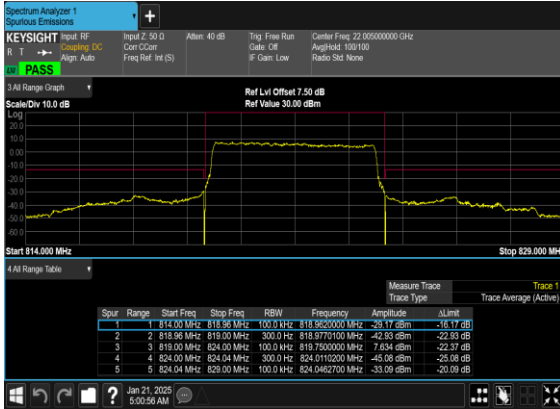 Spectrum Analyzer 1
Spurious Emissions
+
KEYSIGHT Input: RF Input Z: 50 Ω Atten: 40 dB Trig: Free Run Center Freq: 22.005000000 GHz
R T Coupling: DC Corr CCorr Gate: Off Avg|Hold: 100/100
Align: Auto Freq Ref: Int (S) IF Gain: Low Radio Std: None
PASS
3 All Range Graph
Ref Lvl Offset 7.50 dB
Scale/Div 10.0 dB Ref Value 30.00 dBm
Log
20.0
10.0
0.00
-10.0
-20.0
-30.0
-40.0
-50.0
-60.0
Start 814.000 MHz Stop 829.000 MHz
4 All Range Table
Measure Trace Trace 1
Trace Type Trace Average (Active)
Spur Range Start Freq Stop Freq RBW Frequency Amplitude ΔLimit
1 1 814.00 MHz 818.96 MHz 100.0 kHz 818.9620000 MHz -29.17 dBm -16.17 dB
2 2 818.96 MHz 819.00 MHz 300.0 Hz 818.9770100 MHz -42.93 dBm -22.93 dB
3 3 819.00 MHz 824.00 MHz 100.0 kHz 819.7500000 MHz 7.634 dBm -22.37 dB
4 4 824.00 MHz 824.04 MHz 300.0 Hz 824.0110200 MHz -45.08 dBm -25.08 dB
5 5 824.04 MHz 829.00 MHz 100.0 kHz 824.0462700 MHz -33.09 dBm -20.09 dB
?
Jan 21, 2025
5:00:56 AM